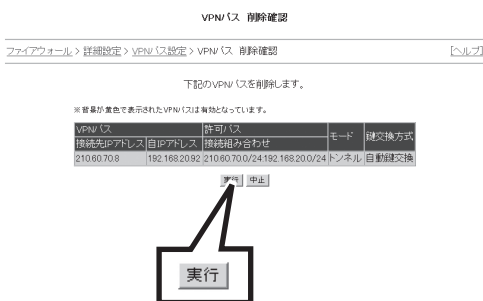 VPNパス 削除確認
ファイアウォール > 詳細設定 > VPNパス設定 > VPNパス 削除確認 [ヘルプ]
下記のVPNパスを削除します。
※背景が黄色で表示されたVPNパスは有効となっています。
VPNパス 許可パス モード 鍵交換方式
接続先IPアドレス 自IPアドレス 接続組み合わせ
210.60.70.8 192.168.20.92 210.60.70.0/24:192.168.20.0/24 トンネル 自動鍵交換
実行 中止
実行